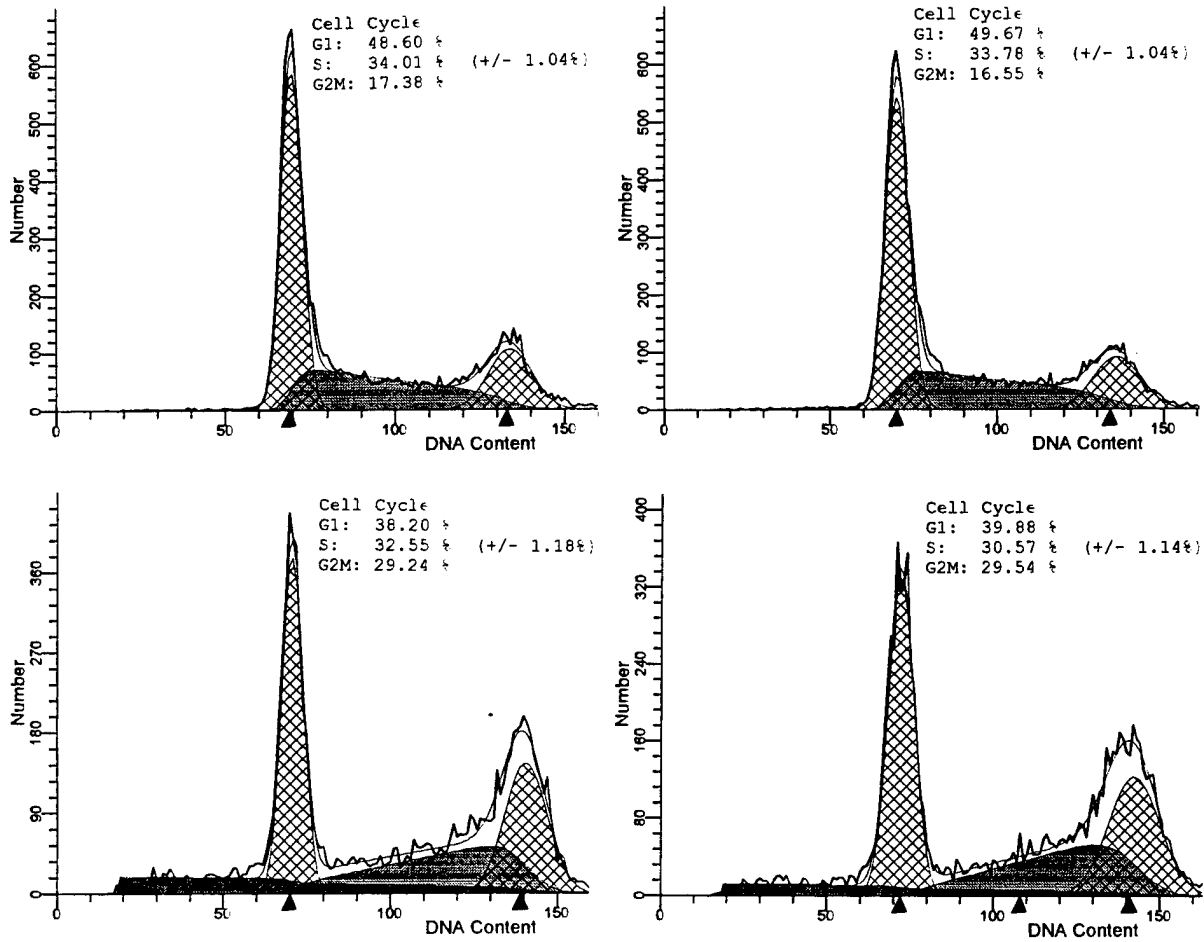 Cell Cycle
G1: 48.60 %
S: 34.01 % (+/- 1.04%)
G2M: 17.38 %
Number
600
500
400
300
200
100
0
0 50 100 150
DNA Content
Cell Cycle
G1: 49.67 %
S: 33.78 % (+/- 1.04%)
G2M: 16.55 %
Number
600
500
400
300
200
100
0
0 50 100 150
DNA Content
Cell Cycle
G1: 38.20 %
S: 32.55 % (+/- 1.18%)
G2M: 29.24 %
Number
360
270
180
90
0
0 50 100 150
DNA Content
Cell Cycle
G1: 39.88 %
S: 30.57 % (+/- 1.14%)
G2M: 29.54 %
Number
400
320
240
160
80
0
0 50 100 150
DNA Content